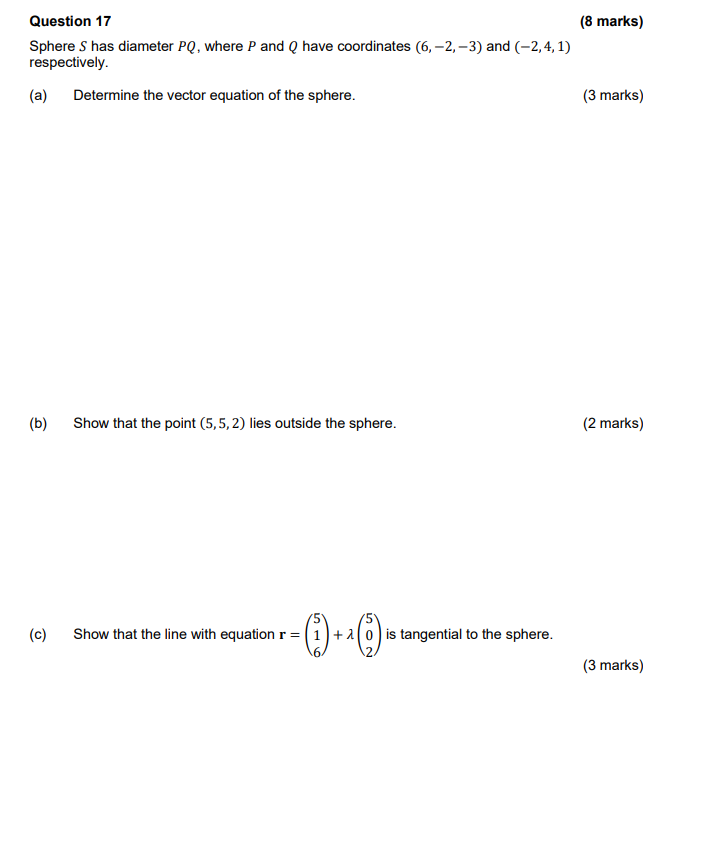 Question 17 (8 marks)
Sphere S has diameter PQ, where P and Q have coordinates (6, −2, −3) and (−2, 4, 1)
respectively.
(a) Determine the vector equation of the sphere. (3 marks)
(b) Show that the point (5, 5, 2) lies outside the sphere. (2 marks)
(c) Show that the line with equation r = (5 1 6) + λ (5 0 2) is tangential to the sphere.
(3 marks)